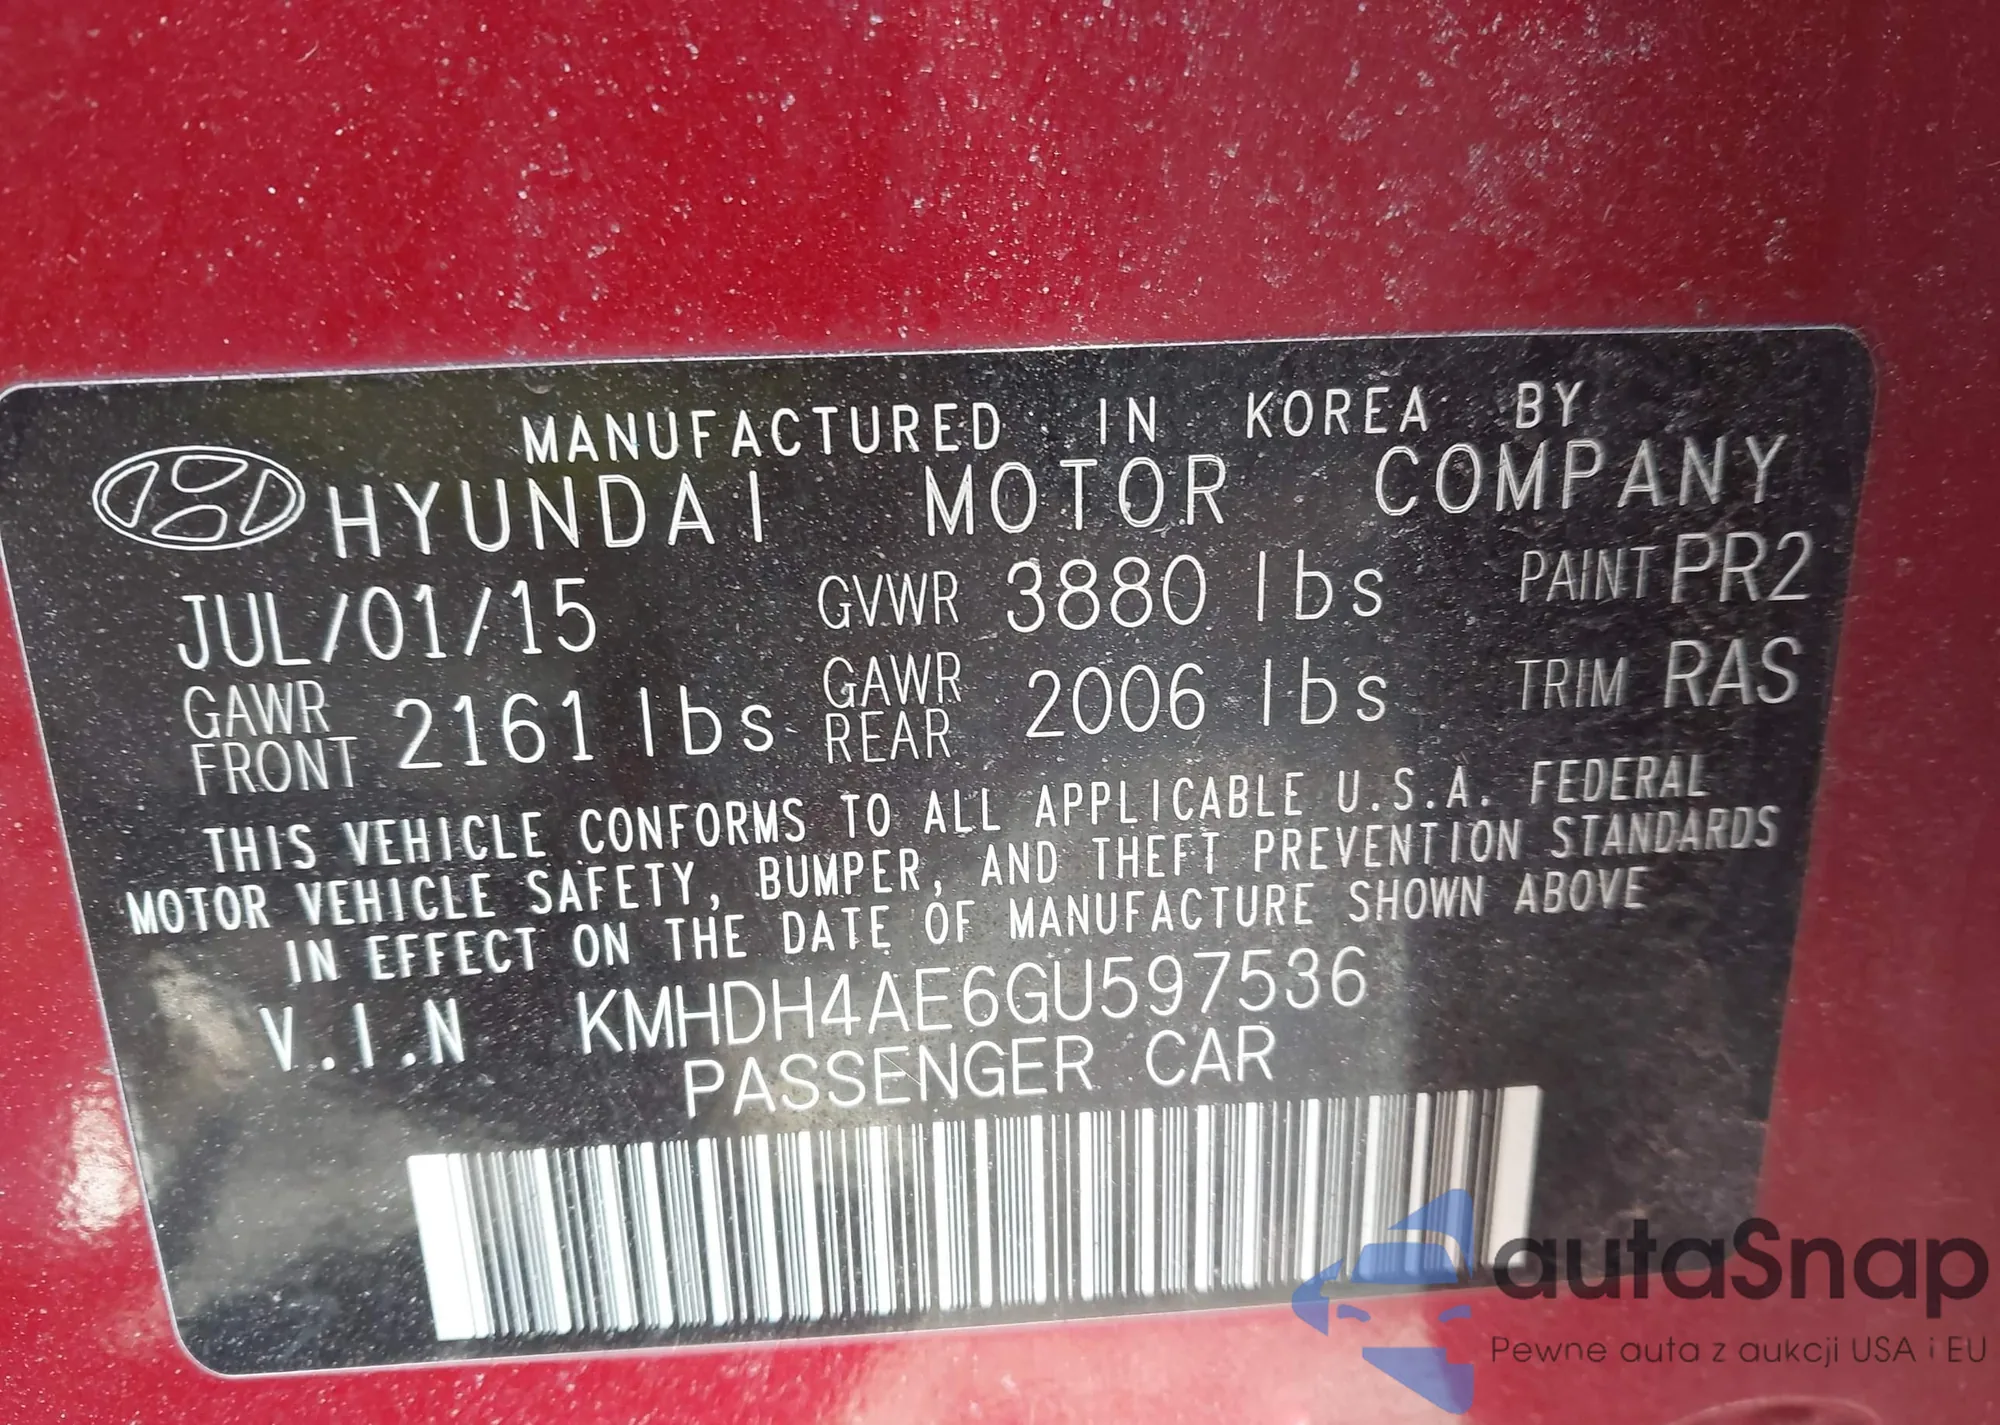 MANUFACTURED IN KOREA BY
HYUNDAI MOTOR COMPANY
JUL/01/15 GVWR 3880 lbs PAINT PR2
GAWR FRONT 2161 lbs GAWR REAR 2006 lbs TRIM RAS
THIS VEHICLE CONFORMS TO ALL APPLICABLE U.S.A. FEDERAL
MOTOR VEHICLE SAFETY, BUMPER, AND THEFT PREVENTION STANDARDS
IN EFFECT ON THE DATE OF MANUFACTURE SHOWN ABOVE
V.I.N KMHDH4AE6GU597536
PASSENGER CAR
autaSnap
Pewne auta z aukcji USA i EU